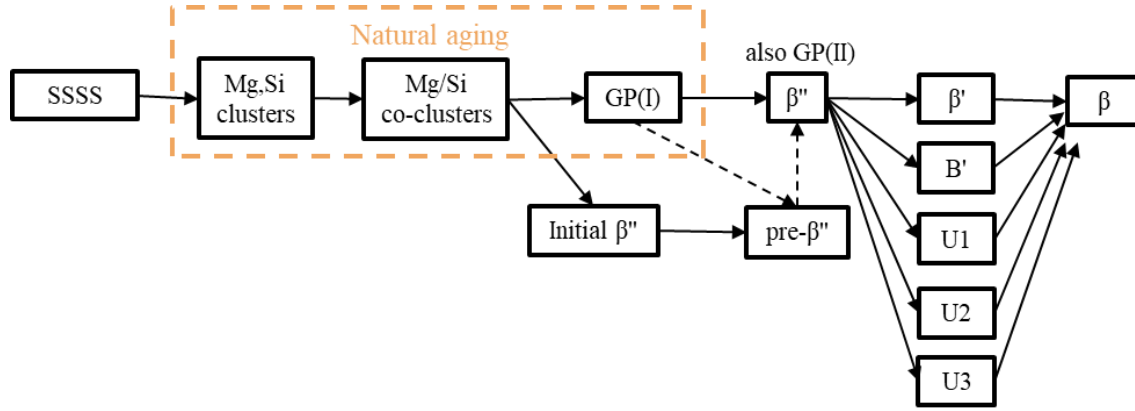 Natural aging
also GP(II)
SSSS
Mg,Si
clusters
Mg/Si
co-clusters
GP(I)
β"
β'
β
B'
Initial β"
pre-β"
U1
U2
U3